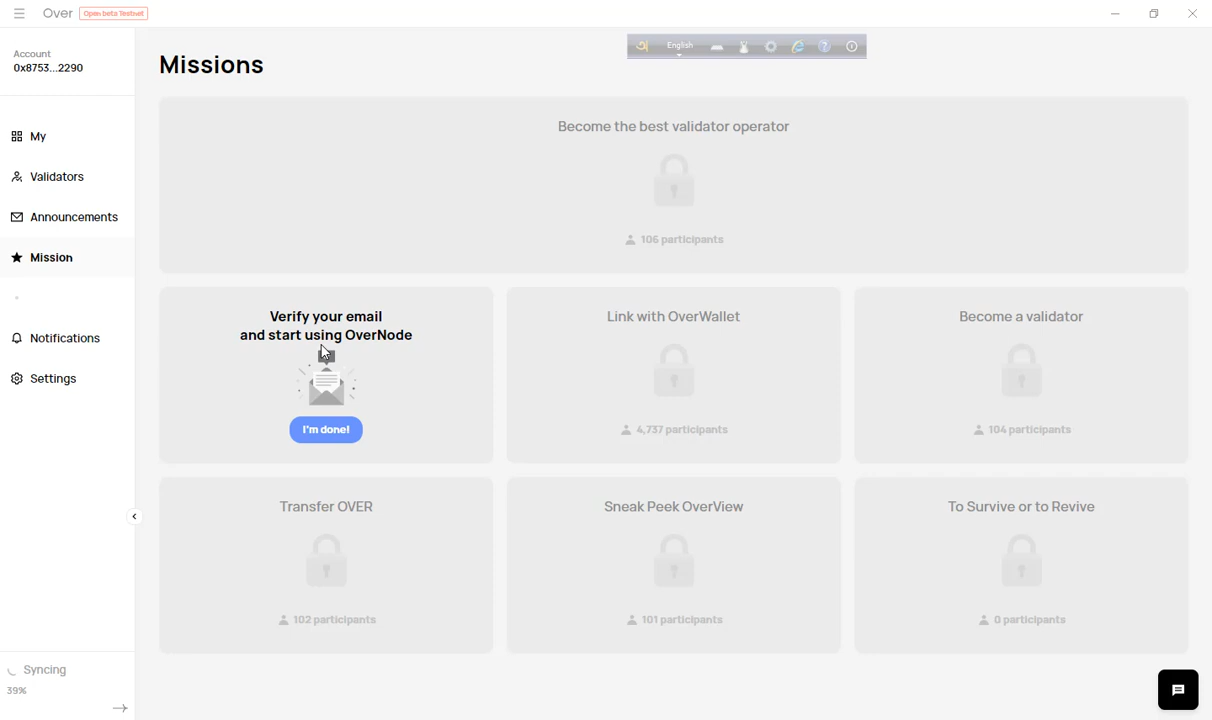 Over Open beta Testnet
Account
0x8753...2290
English
Missions
My
Validators
Announcements
Mission
Notifications
Settings
Become the best validator operator
106 participants
Verify your email
and start using OverNode
I'm done!
Link with OverWallet
4,737 participants
Become a validator
104 participants
Transfer OVER
102 participants
Sneak Peek OverView
101 participants
To Survive or to Revive
0 participants
Syncing
39%